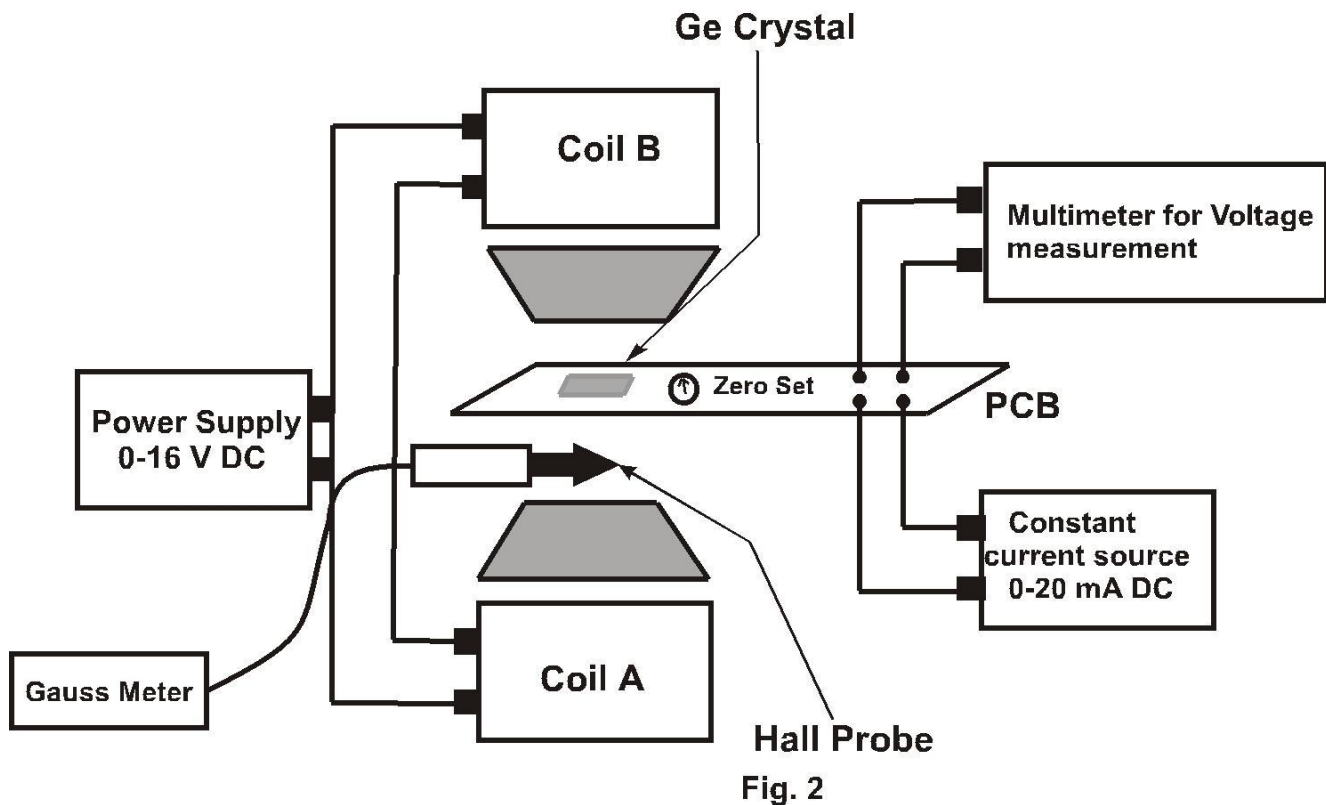 Ge Crystal
Coil B
Multimeter for Voltage
measurement
Zero Set
PCB
Power Supply
0-16 V DC
Constant
current source
0-20 mA DC
Gauss Meter
Coil A
Hall Probe
Fig. 2